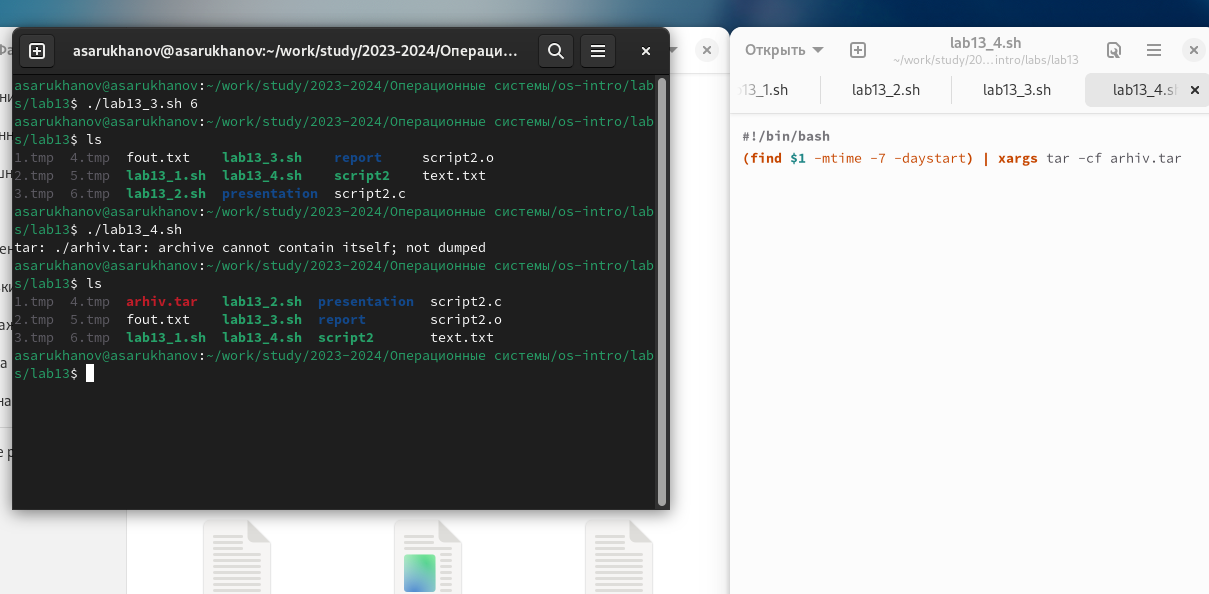 asarukhanov@asarukhanov:~/work/study/2023-2024/Операци...
asarukhanov@asarukhanov:~/work/study/2023-2024/Операционные системы/os-intro/lab
s/lab13$ ./lab13_3.sh 6
asarukhanov@asarukhanov:~/work/study/2023-2024/Операционные системы/os-intro/lab
s/lab13$ ls
1.tmp 4.tmp fout.txt lab13_3.sh report script2.o
2.tmp 5.tmp lab13_1.sh lab13_4.sh script2 text.txt
3.tmp 6.tmp lab13_2.sh presentation script2.c
asarukhanov@asarukhanov:~/work/study/2023-2024/Операционные системы/os-intro/lab
s/lab13$ ./lab13_4.sh
tar: ./arhiv.tar: archive cannot contain itself; not dumped
asarukhanov@asarukhanov:~/work/study/2023-2024/Операционные системы/os-intro/lab
s/lab13$ ls
1.tmp 4.tmp arhiv.tar lab13_2.sh presentation script2.c
2.tmp 5.tmp fout.txt lab13_3.sh report script2.o
3.tmp 6.tmp lab13_1.sh lab13_4.sh script2 text.txt
asarukhanov@asarukhanov:~/work/study/2023-2024/Операционные системы/os-intro/lab
s/lab13$
Открыть
lab13_4.sh
~/work/study/20...intro/labs/lab13
13_1.sh lab13_2.sh lab13_3.sh lab13_4.sh
#!/bin/bash
(find $1 -mtime -7 -daystart) | xargs tar -cf arhiv.tar